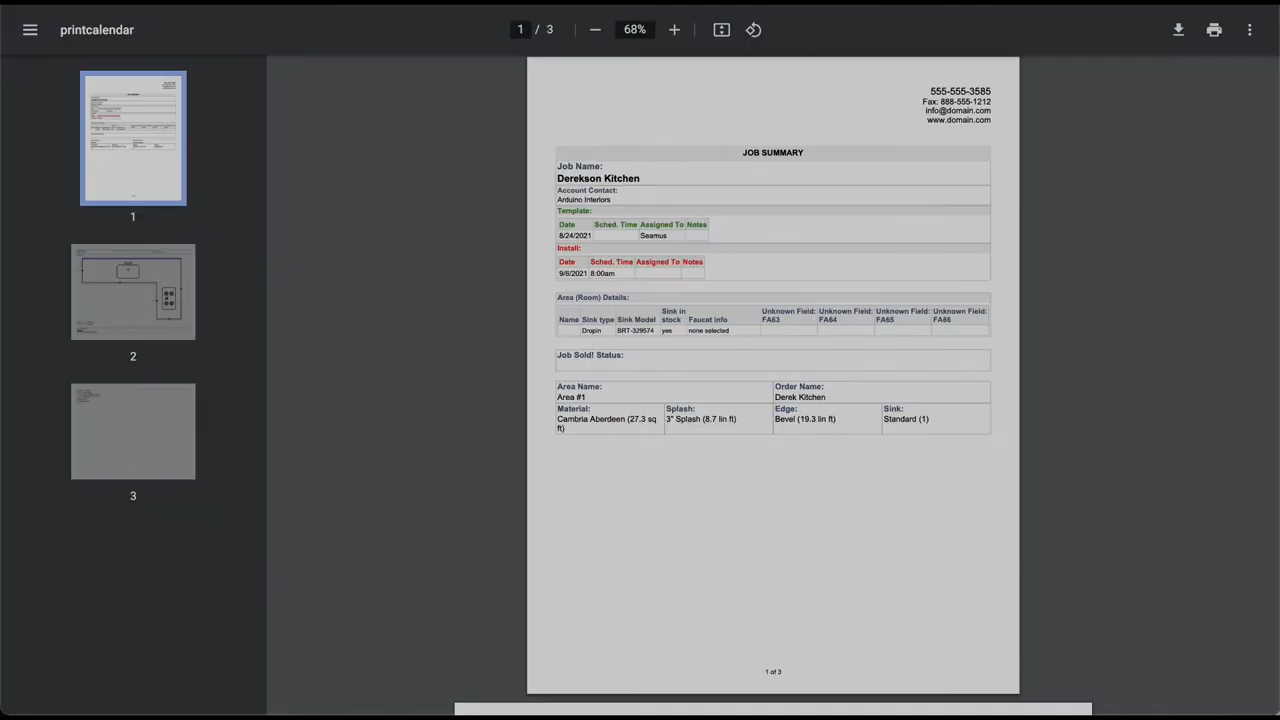 printcalendar
1 / 3
68%
1
2
3
555-555-3585
Fax: 888-555-1212
info@domain.com
www.domain.com
JOB SUMMARY
Job Name:
Derekson Kitchen
Account Contact:
Arduino Interiors
Template:
Date Sched. Time Assigned To Notes
8/24/2021 Seamus
Install:
Date Sched. Time Assigned To Notes
9/6/2021 8:00am
Area (Room) Details:
Name Sink type Sink Model Sink in stock Faucet info Unknown Field: FA63 Unknown Field: FA64 Unknown Field: FA65 Unknown Field: FA66
Dropin BRT-329574 yes none selected
Job Sold! Status:
Area Name: Order Name:
Area #1 Derek Kitchen
Material: Splash: Edge: Sink:
Cambria Aberdeen (27.3 sq ft) 3" Splash (8.7 lin ft) Bevel (19.3 lin ft) Standard (1)
1 of 3